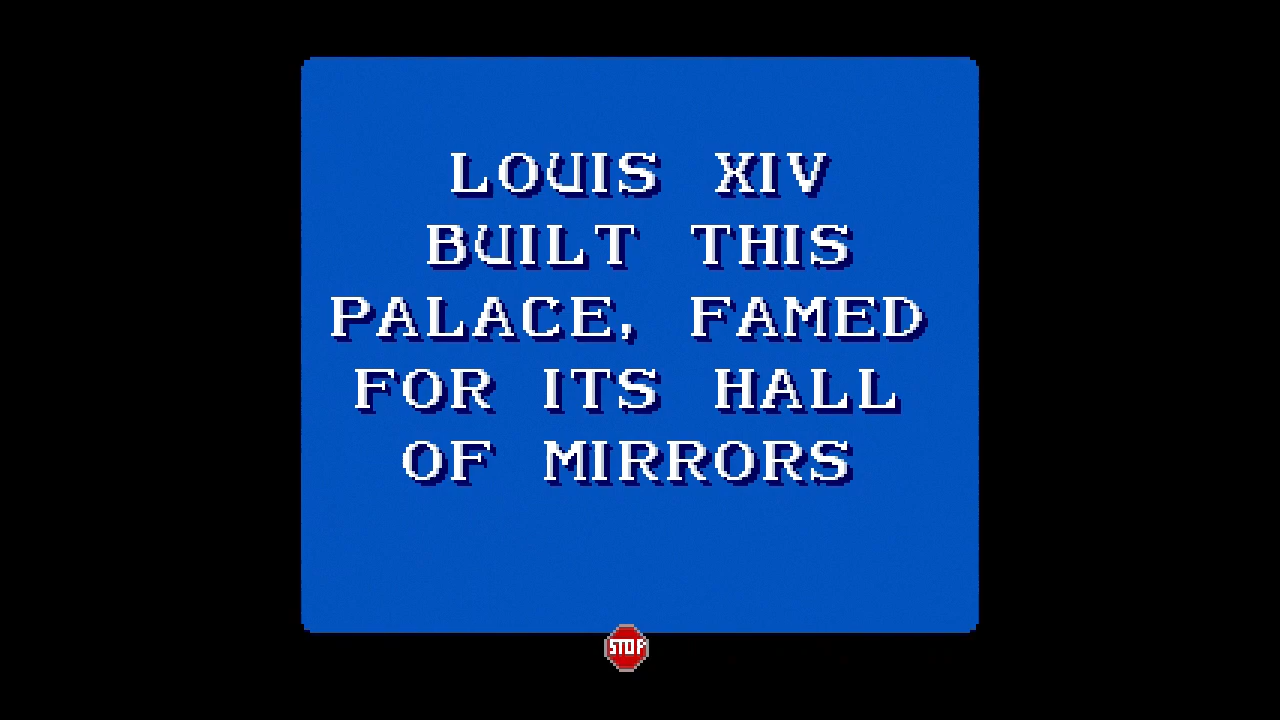 LOUIS XIV
BUILT THIS
PALACE, FAMED
FOR ITS HALL
OF MIRRORS
STOP